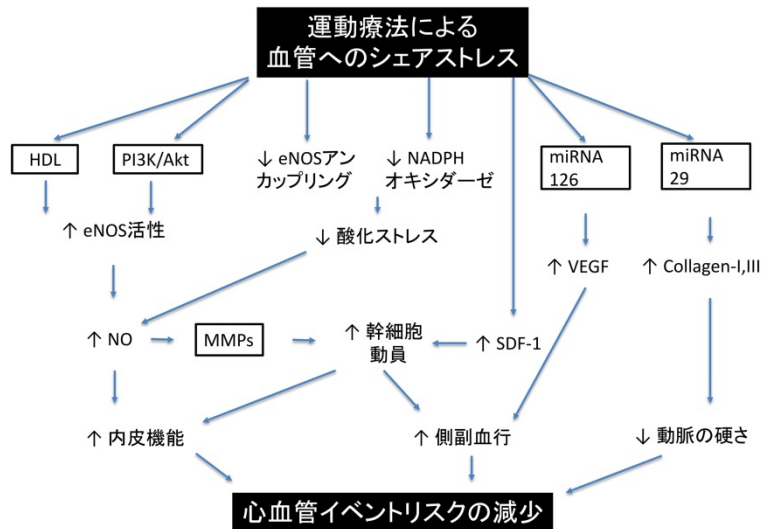 運動療法による
血管へのシェアストレス
HDL
PI3K/Akt
↓ eNOSアン
カップリング
↓ NADPH
オキシダーゼ
miRNA
126
miRNA
29
↑ eNOS活性
↓ 酸化ストレス
↑ VEGF
↑ Collagen-I,III
↑ NO
MMPs
↑ 幹細胞
動員
↑ SDF-1
↑ 内皮機能
↑ 側副血行
↓ 動脈の硬さ
心血管イベントリスクの減少